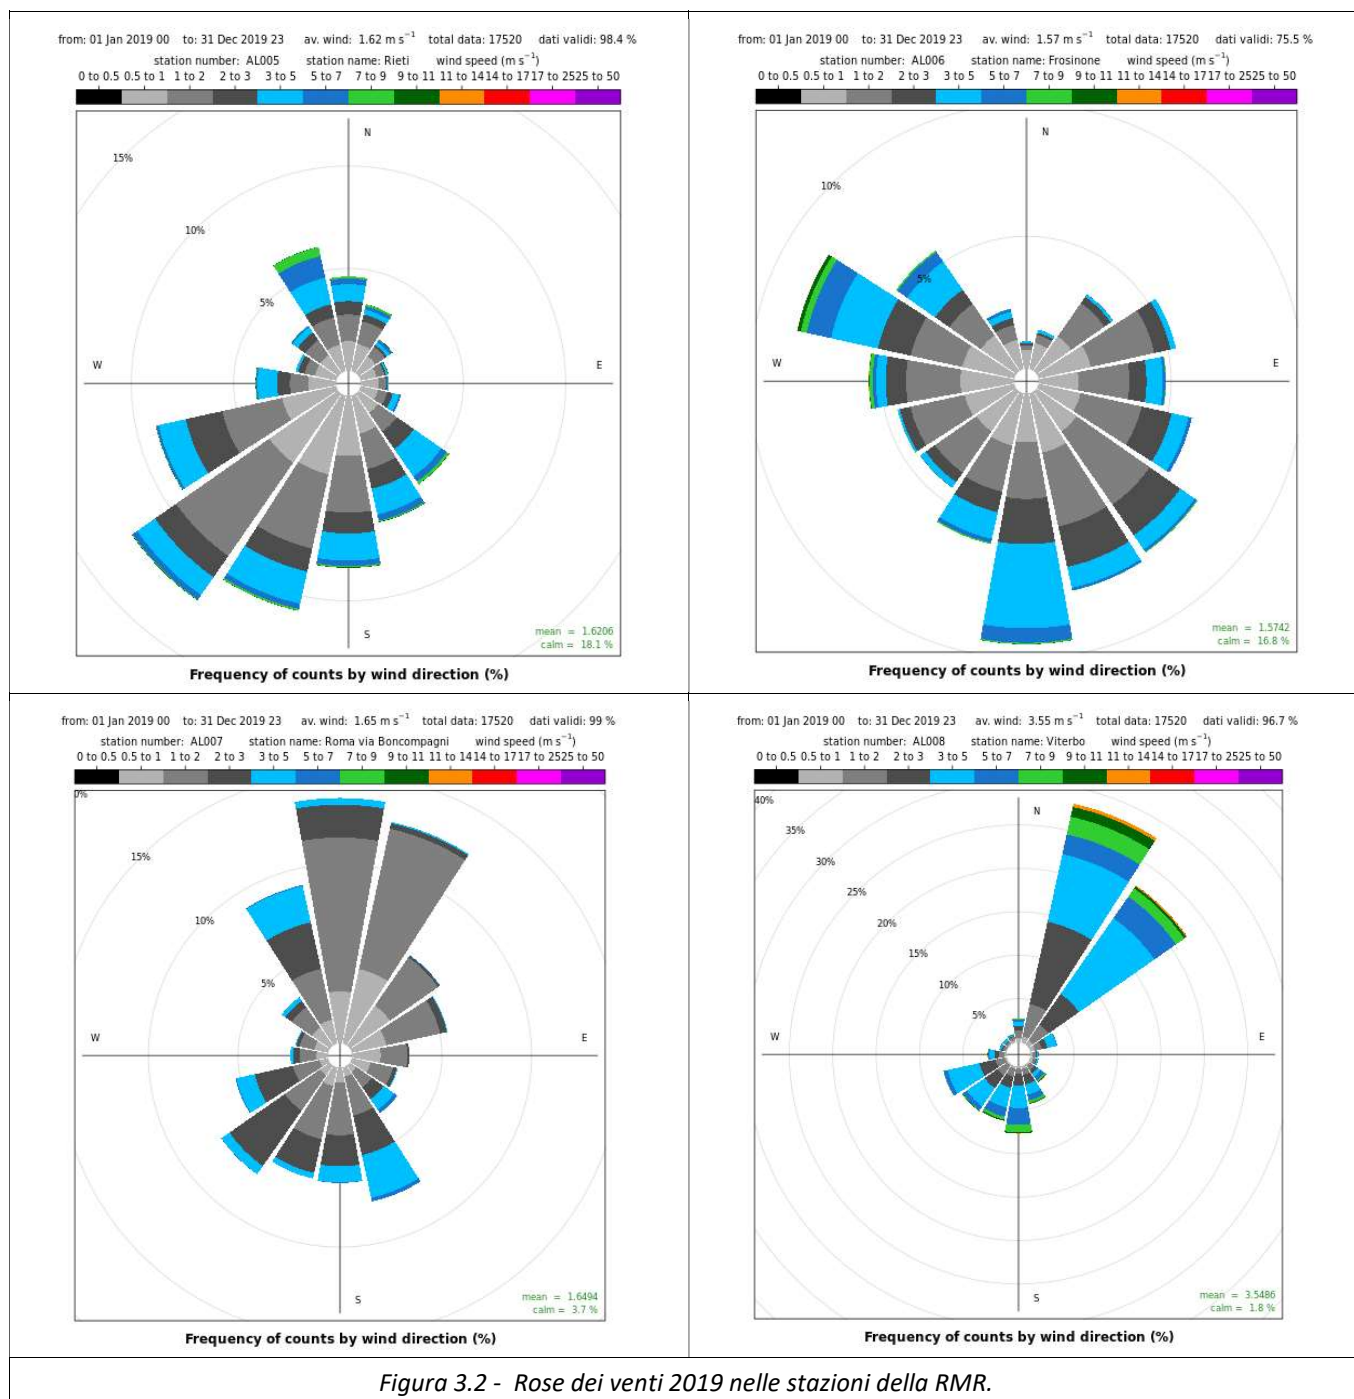 from: 01 Jan 2019 00 to: 31 Dec 2019 23 av. wind: 1.62 m s⁻¹ total data: 17520 dati validi: 98.4 %
station number: AL005 station name: Rieti wind speed (m s⁻¹)
0 to 0.5 0.5 to 1 1 to 2 2 to 3 3 to 5 5 to 7 7 to 9 9 to 11 11 to 14 14 to 17 17 to 25 25 to 50
N
15%
10%
5%
W
E
S
mean = 1.6206
calm = 18.1 %
Frequency of counts by wind direction (%)
from: 01 Jan 2019 00 to: 31 Dec 2019 23 av. wind: 1.57 m s⁻¹ total data: 17520 dati validi: 75.5 %
station number: AL006 station name: Frosinone wind speed (m s⁻¹)
0 to 0.5 0.5 to 1 1 to 2 2 to 3 3 to 5 5 to 7 7 to 9 9 to 11 11 to 14 14 to 17 17 to 25 25 to 50
N
10%
5%
W
E
S
mean = 1.5742
calm = 16.8 %
Frequency of counts by wind direction (%)
from: 01 Jan 2019 00 to: 31 Dec 2019 23 av. wind: 1.65 m s⁻¹ total data: 17520 dati validi: 99 %
station number: AL007 station name: Roma via Boncompagni wind speed (m s⁻¹)
0 to 0.5 0.5 to 1 1 to 2 2 to 3 3 to 5 5 to 7 7 to 9 9 to 11 11 to 14 14 to 17 17 to 25 25 to 50
0%
15%
10%
5%
W
E
S
mean = 1.6494
calm = 3.7 %
Frequency of counts by wind direction (%)
from: 01 Jan 2019 00 to: 31 Dec 2019 23 av. wind: 3.55 m s⁻¹ total data: 17520 dati validi: 96.7 %
station number: AL008 station name: Viterbo wind speed (m s⁻¹)
0 to 0.5 0.5 to 1 1 to 2 2 to 3 3 to 5 5 to 7 7 to 9 9 to 11 11 to 14 14 to 17 17 to 25 25 to 50
40%
N
35%
30%
25%
20%
15%
10%
5%
W
E
S
mean = 3.5486
calm = 1.8 %
Frequency of counts by wind direction (%)
Figura 3.2 - Rose dei venti 2019 nelle stazioni della RMR.